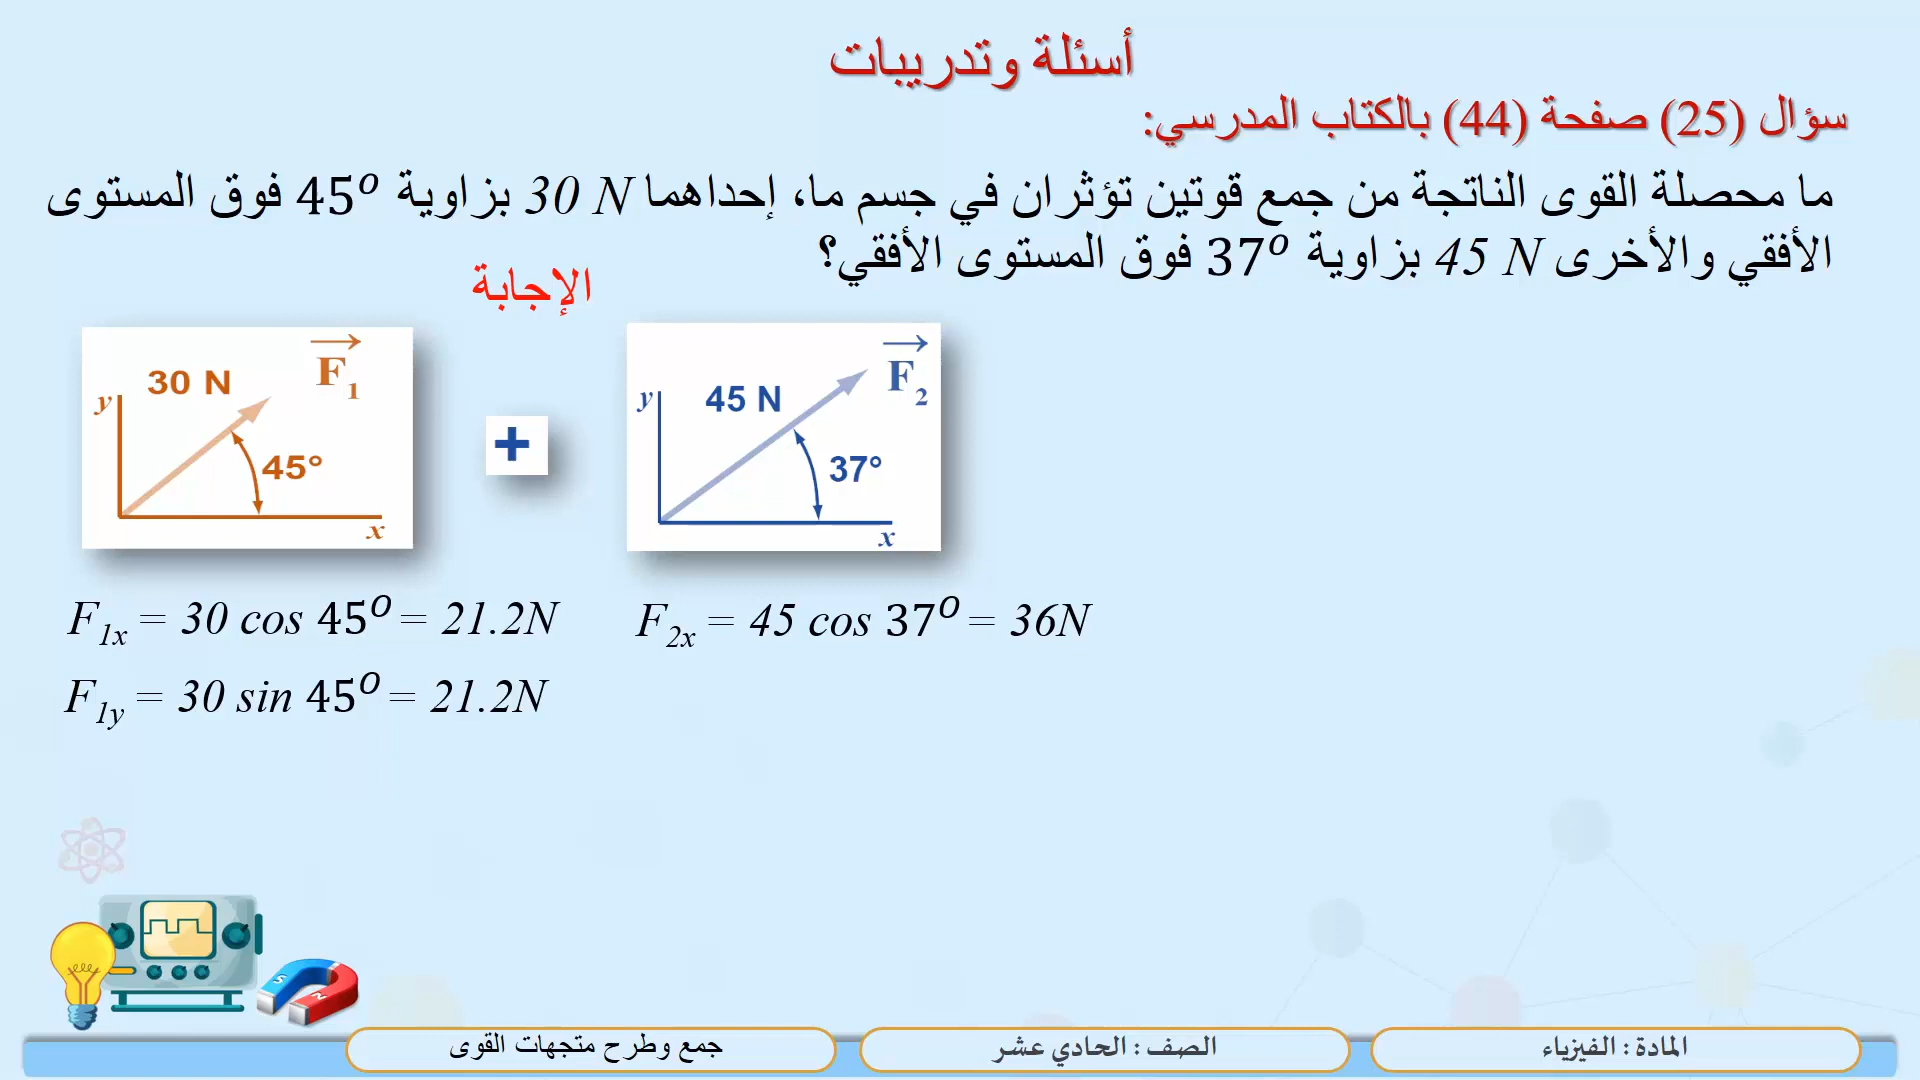 أسئلة وتدريبات
سؤال (25) صفحة (44) بالكتاب المدرسي:
ما محصلة القوى الناتجة من جمع قوتين تؤثران في جسم ما، إحداهما 30 N بزاوية 45° فوق المستوى
الأفقي والأخرى 45 N بزاوية 37° فوق المستوى الأفقي؟
الإجابة
30 N
F1
y
45°
x
+
45 N
F2
y
37°
x
F1x = 30 cos 45° = 21.2N
F2x = 45 cos 37° = 36N
F1y = 30 sin 45° = 21.2N
S
N
المادة : الفيزياء
الصف : الحادي عشر
جمع وطرح متجهات القوى